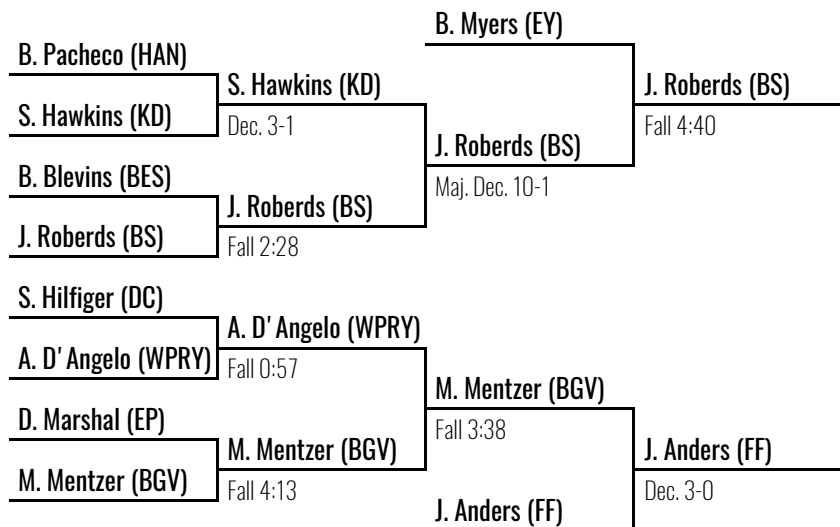 B. Myers (EY)
B. Pacheco (HAN)
S. Hawkins (KD)
J. Roberds (BS)
S. Hawkins (KD)
Dec. 3-1
Fall 4:40
J. Roberds (BS)
B. Blevins (BES)
Maj. Dec. 10-1
J. Roberds (BS)
J. Roberds (BS)
Fall 2:28
S. Hilfiger (DC)
A. D'Angelo (WPRY)
A. D'Angelo (WPRY)
Fall 0:57
M. Mentzer (BGV)
D. Marshal (EP)
Fall 3:38
M. Mentzer (BGV)
J. Anders (FF)
M. Mentzer (BGV)
Fall 4:13
Dec. 3-0
J. Anders (FF)